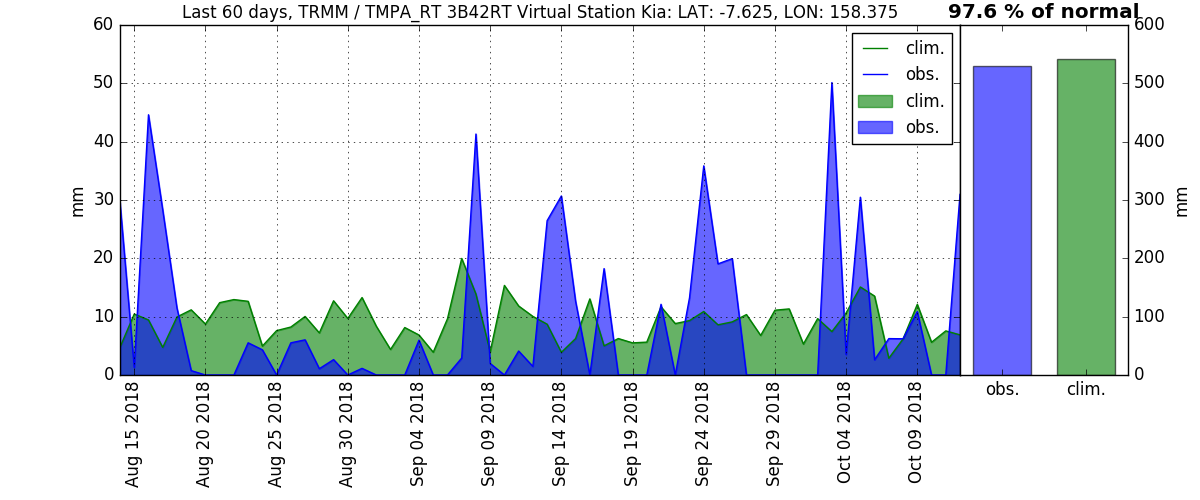 Last 60 days, TRMM / TMPA_RT 3B42RT Virtual Station Kia: LAT: -7.625, LON: 158.375
97.6 % of normal
60
50
40
30
20
10
0
mm
clim.
obs.
clim.
obs.
Aug 15 2018
Aug 20 2018
Aug 25 2018
Aug 30 2018
Sep 04 2018
Sep 09 2018
Sep 14 2018
Sep 19 2018
Sep 24 2018
Sep 29 2018
Oct 04 2018
Oct 09 2018
600
500
400
300
200
100
0
mm
obs.
clim.